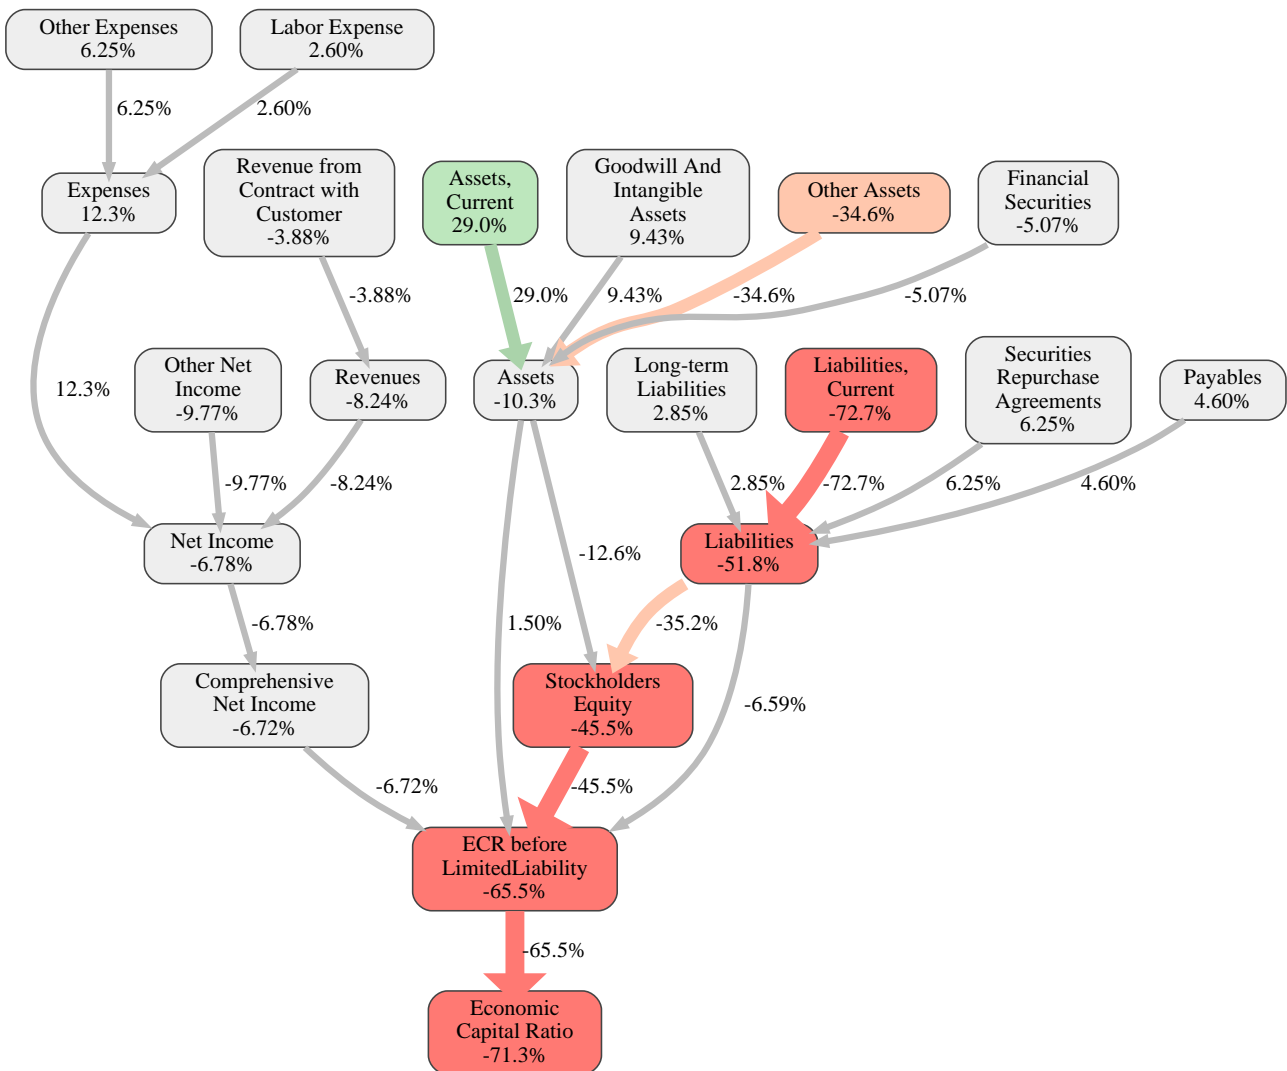 Other Expenses
6.25%
Labor Expense
2.60%
6.25%
2.60%
Expenses
12.3%
Revenue from
Contract with
Customer
-3.88%
Assets,
Current
29.0%
Goodwill And
Intangible
Assets
9.43%
Other Assets
-34.6%
Financial
Securities
-5.07%
-3.88%
29.0%
9.43%
-34.6%
-5.07%
12.3%
Other Net
Income
-9.77%
Revenues
-8.24%
Assets
-10.3%
Long-term
Liabilities
2.85%
Liabilities,
Current
-72.7%
Securities
Repurchase
Agreements
6.25%
Payables
4.60%
-9.77%
-8.24%
2.85%
-72.7%
6.25%
4.60%
Net Income
-6.78%
-12.6%
Liabilities
-51.8%
-6.78%
1.50%
-35.2%
Comprehensive
Net Income
-6.72%
Stockholders
Equity
-45.5%
-6.59%
-6.72%
-45.5%
ECR before
LimitedLiability
-65.5%
-65.5%
Economic
Capital Ratio
-71.3%